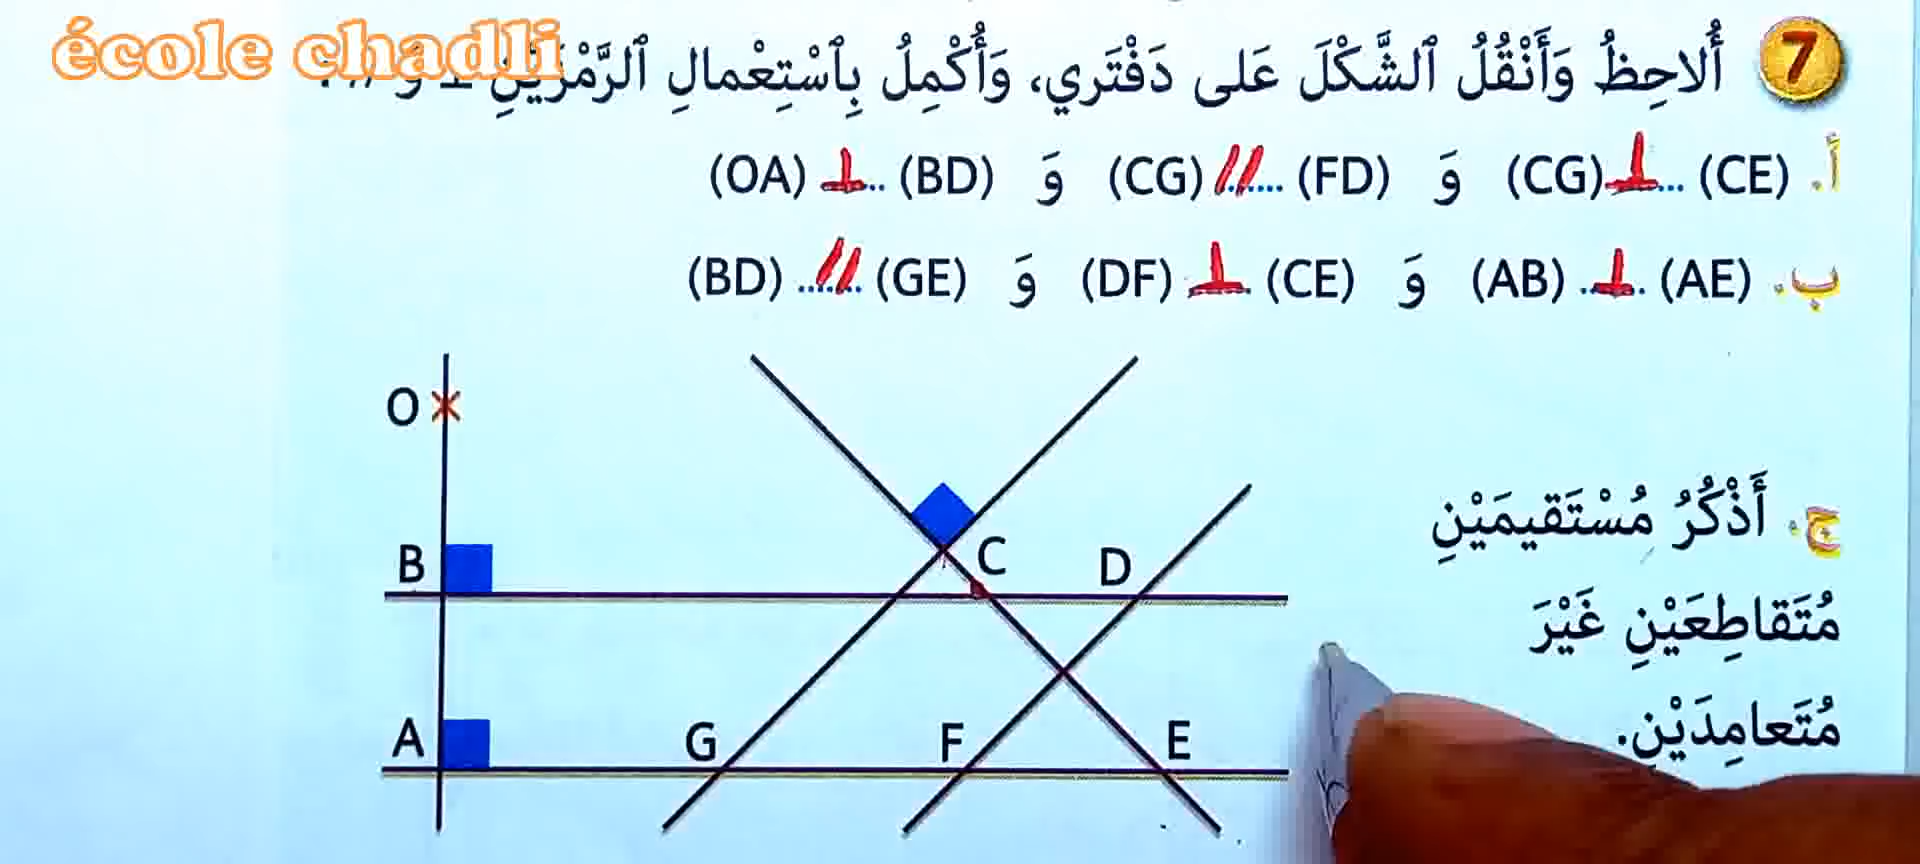 école chadli
7 أُلاحِظُ وَأَنْقُلُ ٱلشَّكْلَ عَلى دَفْتَري، وَأُكْمِلُ بِٱسْتِعْمالِ ٱلرَّمْزَيْنِ ⊥ وَ //.
أ. (CE) ⊥ (CG) وَ (FD) // (CG) وَ (BD) ⊥ (OA)
ب. (AE) ⊥ (AB) وَ (CE) ⊥ (DF) وَ (GE) // (BD)
O
B C D
A G F E
ج. أَذْكُرُ مُسْتَقيمَيْنِ
مُتَقاطِعَيْنِ غَيْرَ
مُتَعامِدَيْنِ.